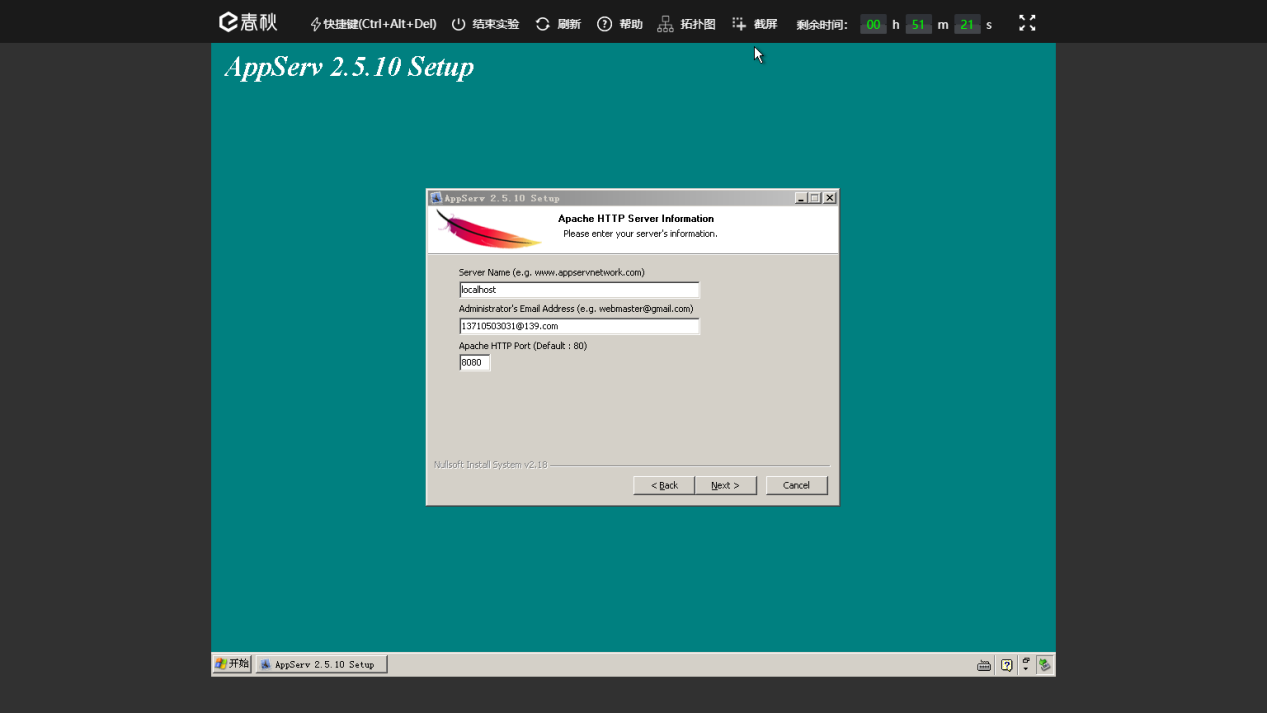 春秋 快捷键(Ctrl+Alt+Del) 结束实验 刷新 帮助 拓扑图 截屏 剩余时间: 00 h 51 m 21 s
AppServ 2.5.10 Setup
AppServ 2.5.10 Setup
Apache HTTP Server Information
Please enter your server's information.
Server Name (e.g. www.appservnetwork.com)
localhost
Administrator's Email Address (e.g. webmaster@gmail.com)
13710503031@139.com
Apache HTTP Port (Default : 80)
8080
Nullsoft Install System v2.18
< Back Next > Cancel
开始 AppServ 2.5.10 Setup